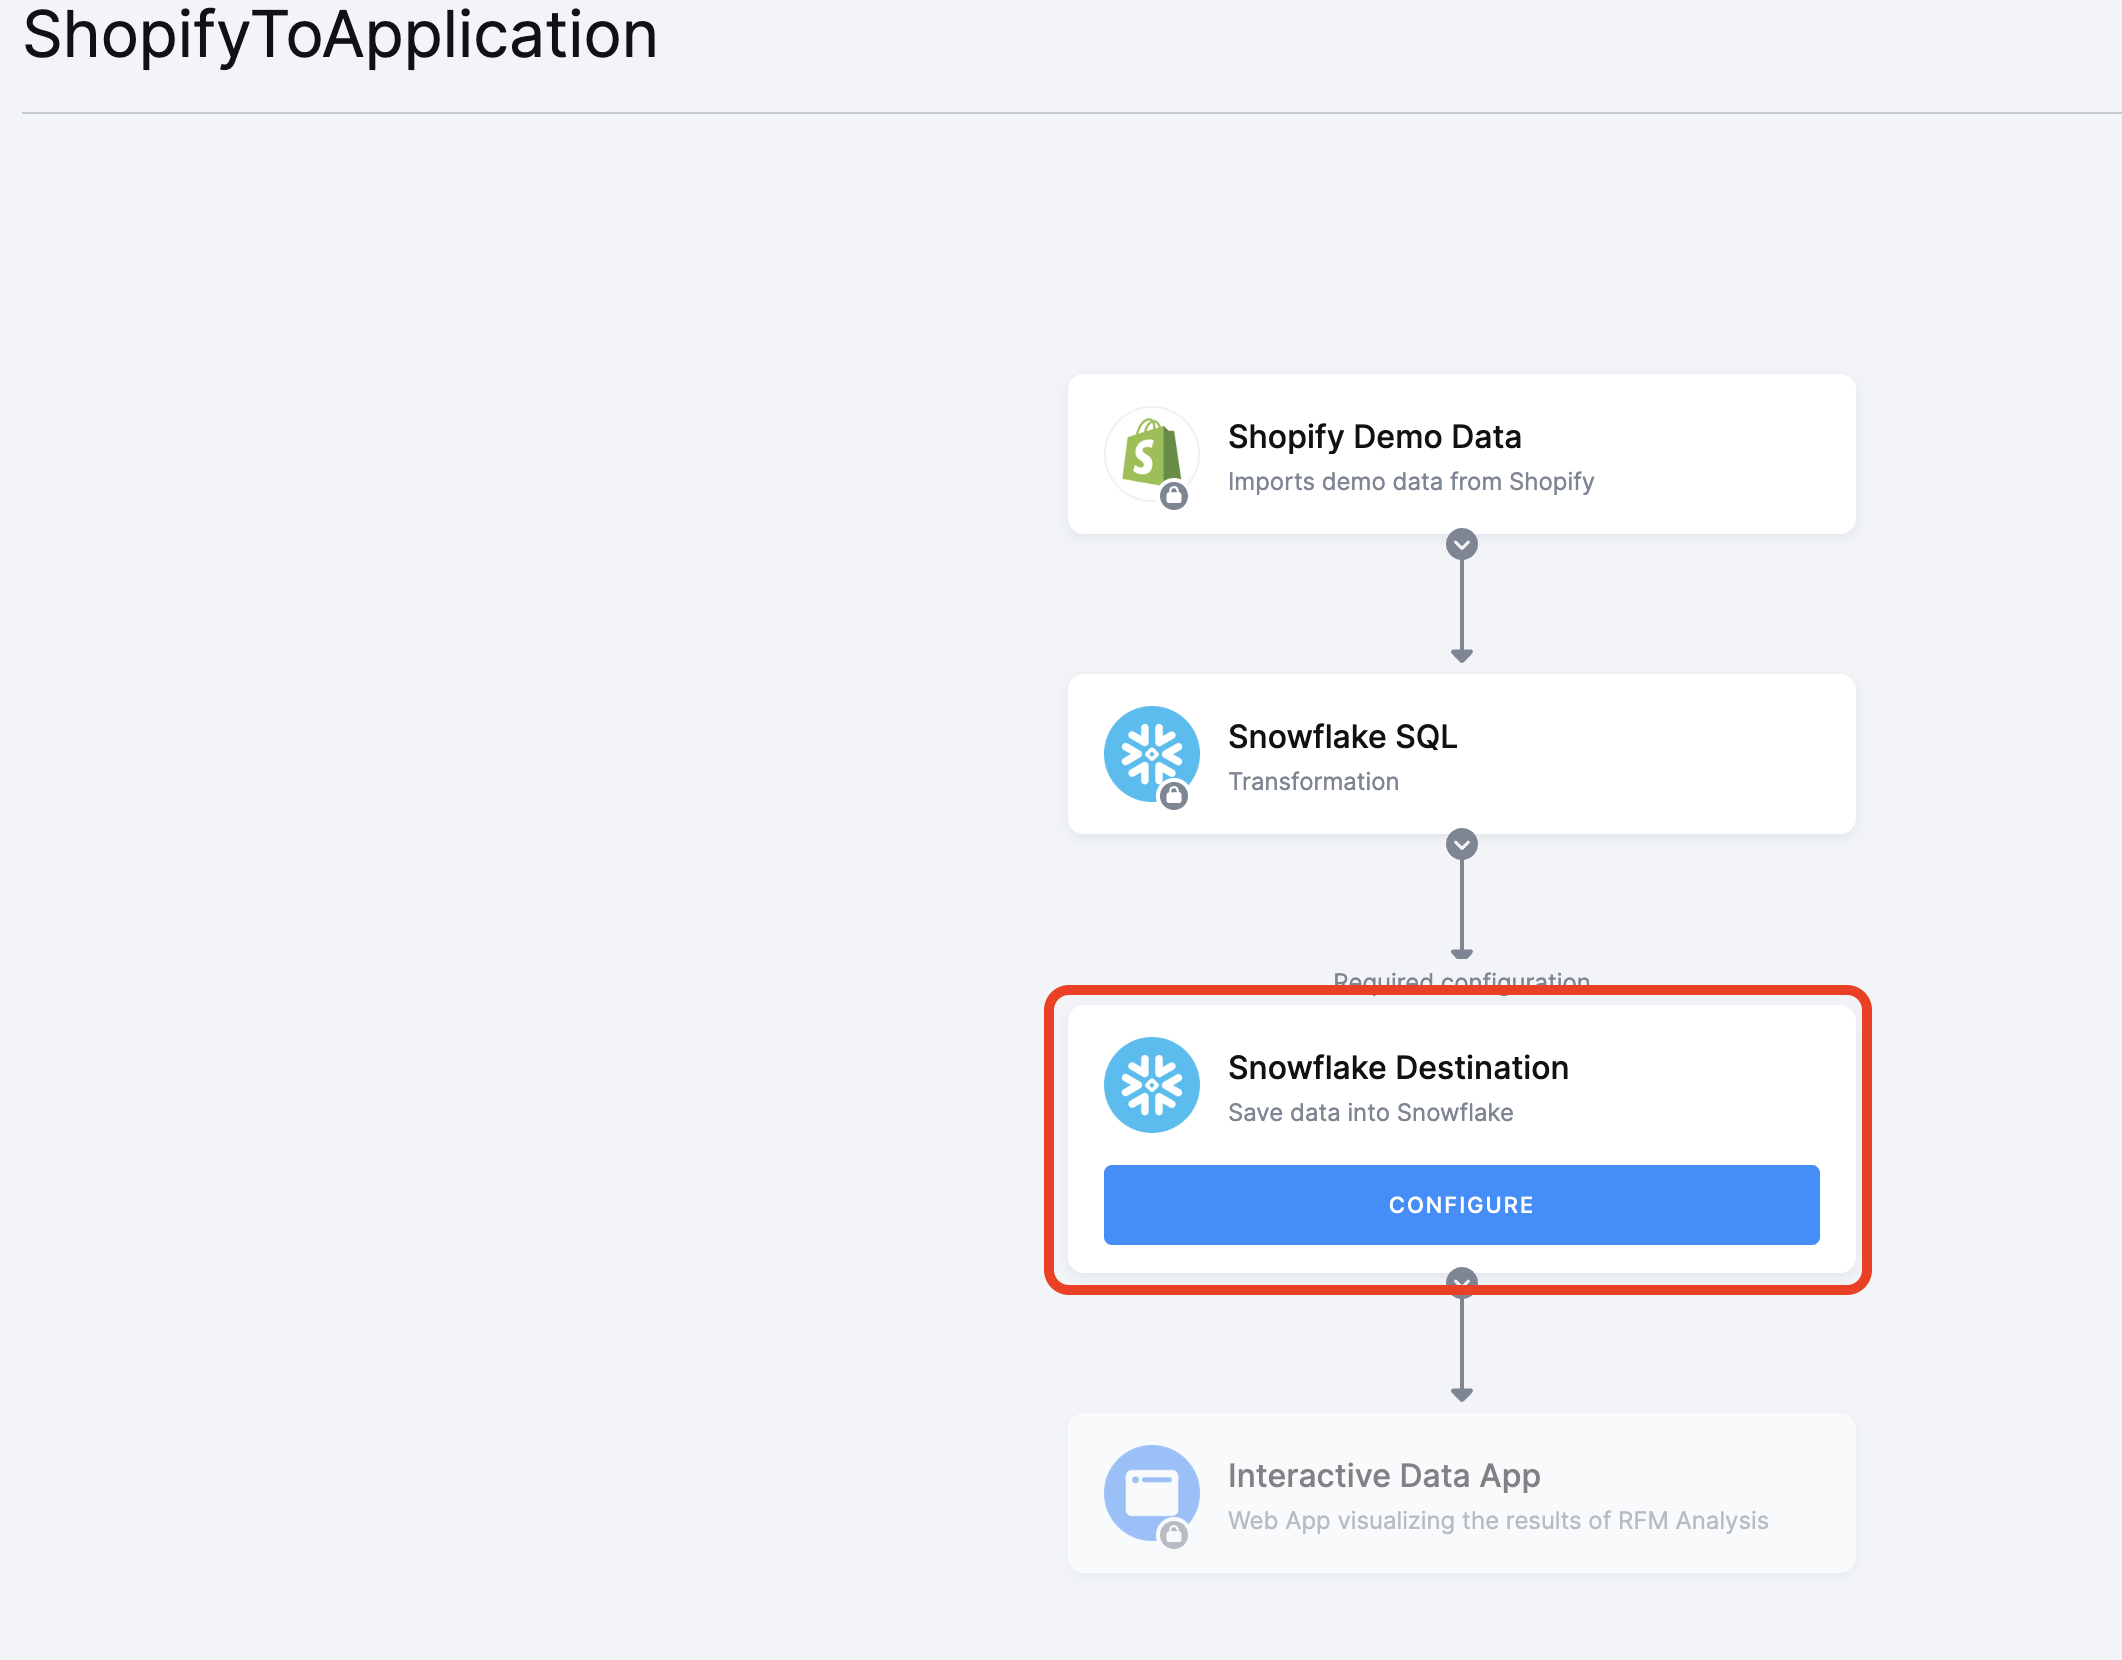 ShopifyToApplication
Shopify Demo Data
Imports demo data from Shopify
Snowflake SQL
Transformation
Required configuration
Snowflake Destination
Save data into Snowflake
CONFIGURE
Interactive Data App
Web App visualizing the results of RFM Analysis